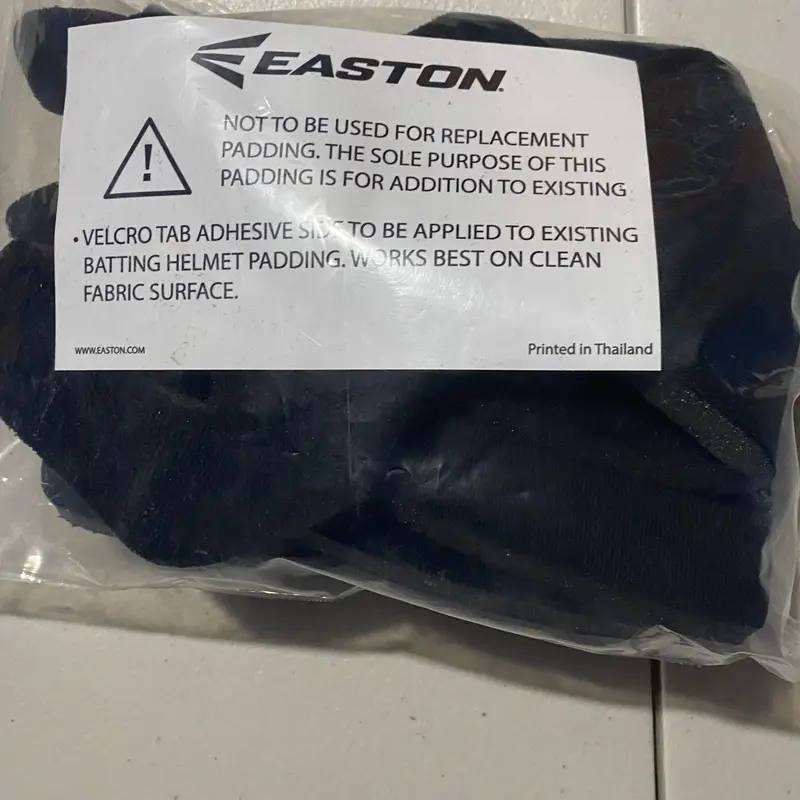 EASTON.
NOT TO BE USED FOR REPLACEMENT
PADDING. THE SOLE PURPOSE OF THIS
PADDING IS FOR ADDITION TO EXISTING
• VELCRO TAB ADHESIVE SIDE TO BE APPLIED TO EXISTING
BATTING HELMET PADDING. WORKS BEST ON CLEAN
FABRIC SURFACE.
WWW.EASTON.COM
Printed in Thailand